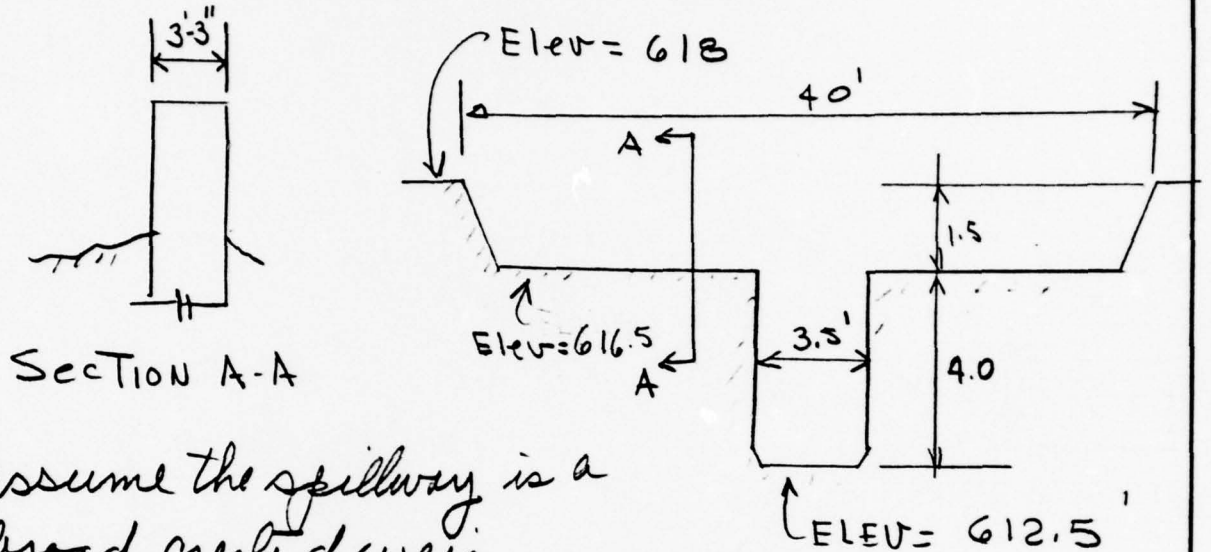 3'-3"
Elev = 618
40'
A
1.5
Elev=616.5
3.5'
A
4.0
SECTION A-A
ssume the spillway is a
ELEV= 612.5'
broad crested weir